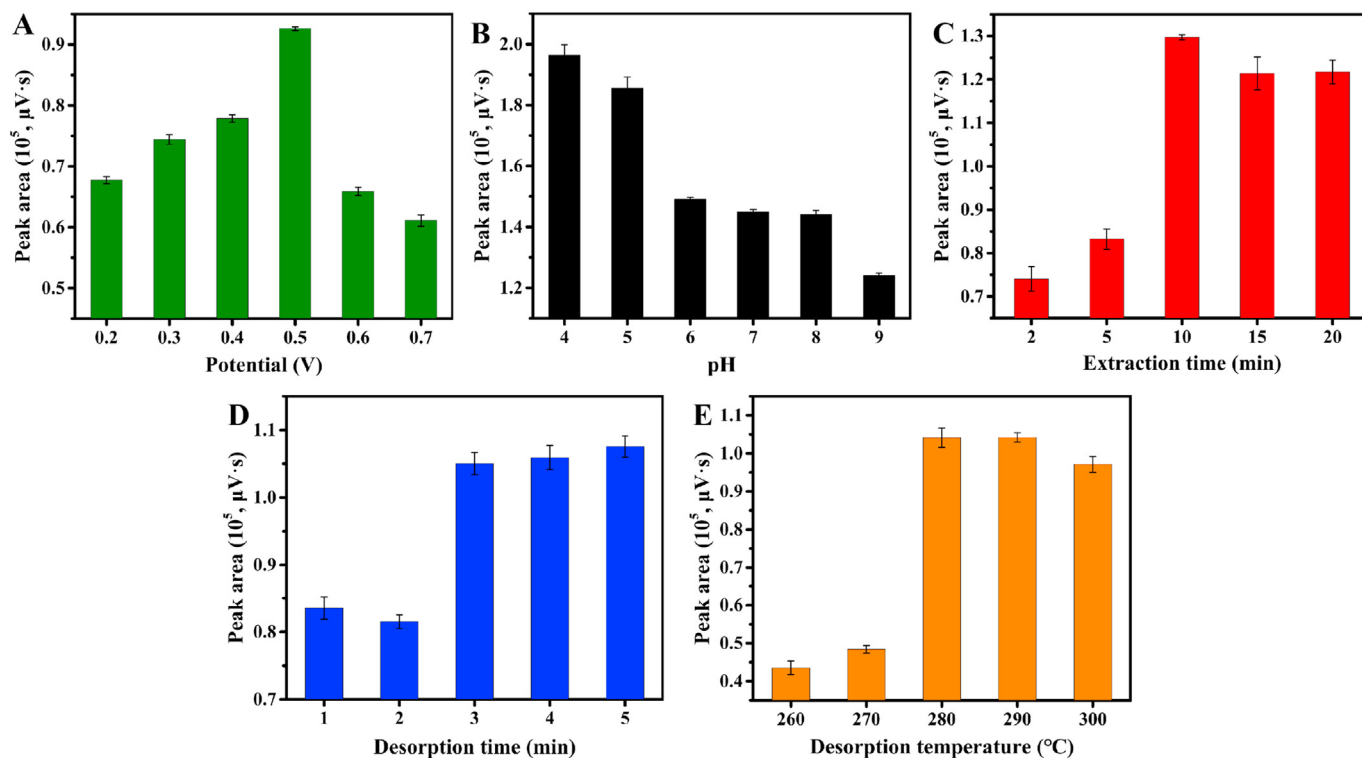 A
Peak area (10⁵, μV·s)
0.9
0.8
0.7
0.6
0.5
0.2 0.3 0.4 0.5 0.6 0.7
Potential (V)
B
Peak area (10⁵, μV·s)
2.0
1.8
1.6
1.4
1.2
4 5 6 7 8 9
pH
C
Peak area (10⁵, μV·s)
1.3
1.2
1.1
1.0
0.9
0.8
0.7
2 5 10 15 20
Extraction time (min)
D
Peak area (10⁵, μV·s)
1.1
1.0
0.9
0.8
0.7
1 2 3 4 5
Desorption time (min)
E
Peak area (10⁵, μV·s)
1.1
1.0
0.9
0.8
0.7
0.6
0.5
0.4
260 270 280 290 300
Desorption temperature (°C)